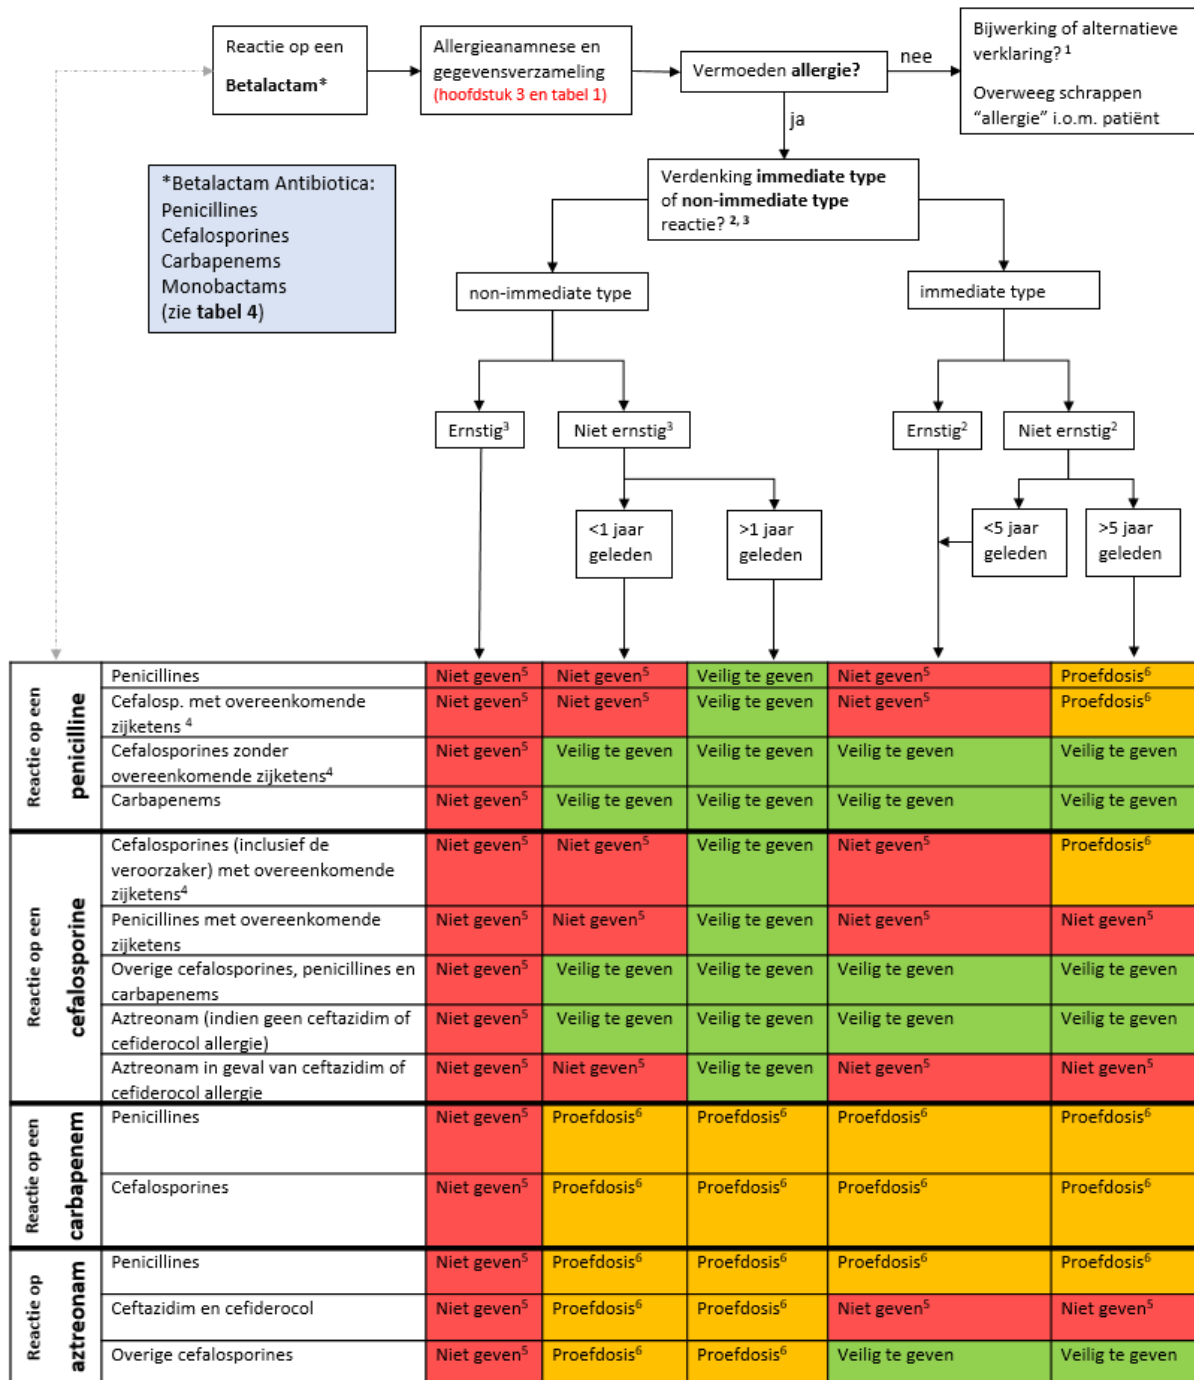 Reactie op een
Betalactam*
Allergieanamnese en
gegevensverzameling
(hoofdstuk 3 en tabel 1)
Vermoeden allergie?
nee
Bijwerking of alternatieve
verklaring? 1
Overweeg schrappen
“allergie” i.o.m. patiënt
ja
*Betalactam Antibiotica:
Penicillines
Cefalosporines
Carbapenems
Monobactams
(zie tabel 4)
Verdenking immediate type
of non-immediate type
reactie? 2, 3
non-immediate type
immediate type
Ernstig3
Niet ernstig3
Ernstig2
Niet ernstig2
<1 jaar
geleden
>1 jaar
geleden
<5 jaar
geleden
>5 jaar
geleden
Reactie op een
penicilline
Penicillines
Niet geven5
Niet geven5
Veilig te geven
Niet geven5
Proefdosis6
Cefalosp. met overeenkomende
zijketens 4
Niet geven5
Niet geven5
Veilig te geven
Niet geven5
Proefdosis6
Cefalosporines zonder
overeenkomende zijketens4
Niet geven5
Veilig te geven
Veilig te geven
Veilig te geven
Veilig te geven
Carbapenems
Niet geven5
Veilig te geven
Veilig te geven
Veilig te geven
Veilig te geven
Reactie op een
cefalosporine
Cefalosporines (inclusief de
veroorzaker) met overeenkomende
zijketens4
Niet geven5
Niet geven5
Veilig te geven
Niet geven5
Proefdosis6
Penicillines met overeenkomende
zijketens
Niet geven5
Niet geven5
Veilig te geven
Niet geven5
Niet geven5
Overige cefalosporines, penicillines en
carbapenems
Niet geven5
Veilig te geven
Veilig te geven
Veilig te geven
Veilig te geven
Aztreonam (indien geen ceftazidim of
cefiderocol allergie)
Niet geven5
Veilig te geven
Veilig te geven
Veilig te geven
Veilig te geven
Aztreonam in geval van ceftazidim of
cefiderocol allergie
Niet geven5
Niet geven5
Veilig te geven
Niet geven5
Niet geven5
Reactie op een
carbapenem
Penicillines
Niet geven5
Proefdosis6
Proefdosis6
Proefdosis6
Proefdosis6
Cefalosporines
Niet geven5
Proefdosis6
Proefdosis6
Proefdosis6
Proefdosis6
Reactie op
aztreonam
Penicillines
Niet geven5
Proefdosis6
Proefdosis6
Proefdosis6
Proefdosis6
Ceftazidim en cefiderocol
Niet geven5
Proefdosis6
Proefdosis6
Niet geven5
Niet geven5
Overige cefalosporines
Niet geven5
Proefdosis6
Proefdosis6
Veilig te geven
Veilig te geven